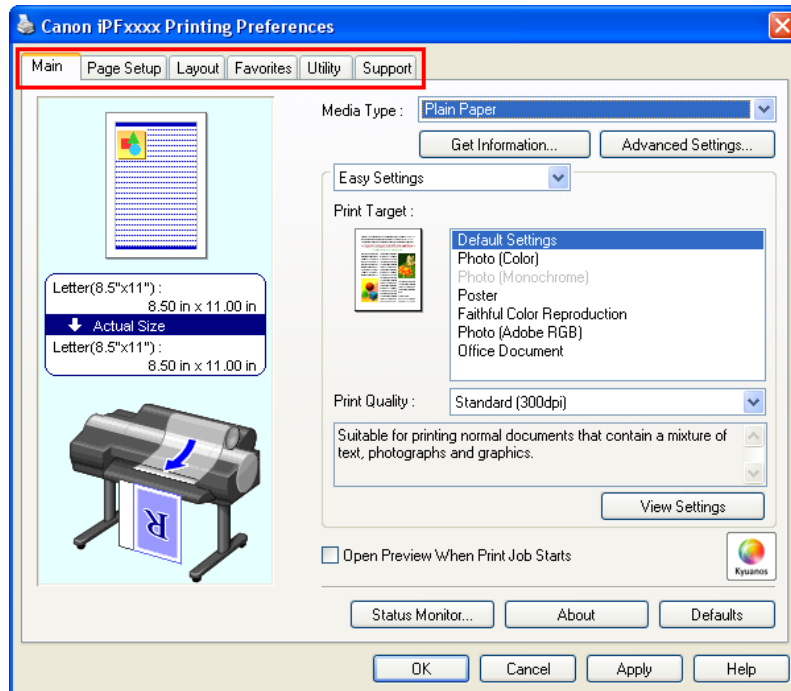 Canon iPFxxxx Printing Preferences
Main Page Setup Layout Favorites Utility Support
Media Type : Plain Paper
Get Information... Advanced Settings...
Easy Settings
Print Target :
Default Settings
Photo (Color)
Photo (Monochrome)
Poster
Faithful Color Reproduction
Photo (Adobe RGB)
Office Document
Letter(8.5"x11") :
8.50 in x 11.00 in
Actual Size
Letter(8.5"x11") :
8.50 in x 11.00 in
R
Print Quality : Standard (300dpi)
Suitable for printing normal documents that contain a mixture of
text, photographs and graphics.
View Settings
Open Preview When Print Job Starts
Kyuanos
Status Monitor... About Defaults
OK Cancel Apply Help